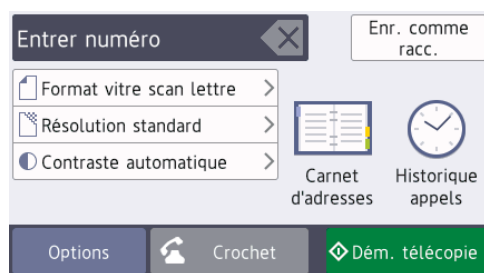 Entrer numéro
Enr. comme
racc.
Format vitre scan lettre
Résolution standard
Contraste automatique
Carnet
d'adresses
Historique
appels
Options
Crochet
Dém. télécopie